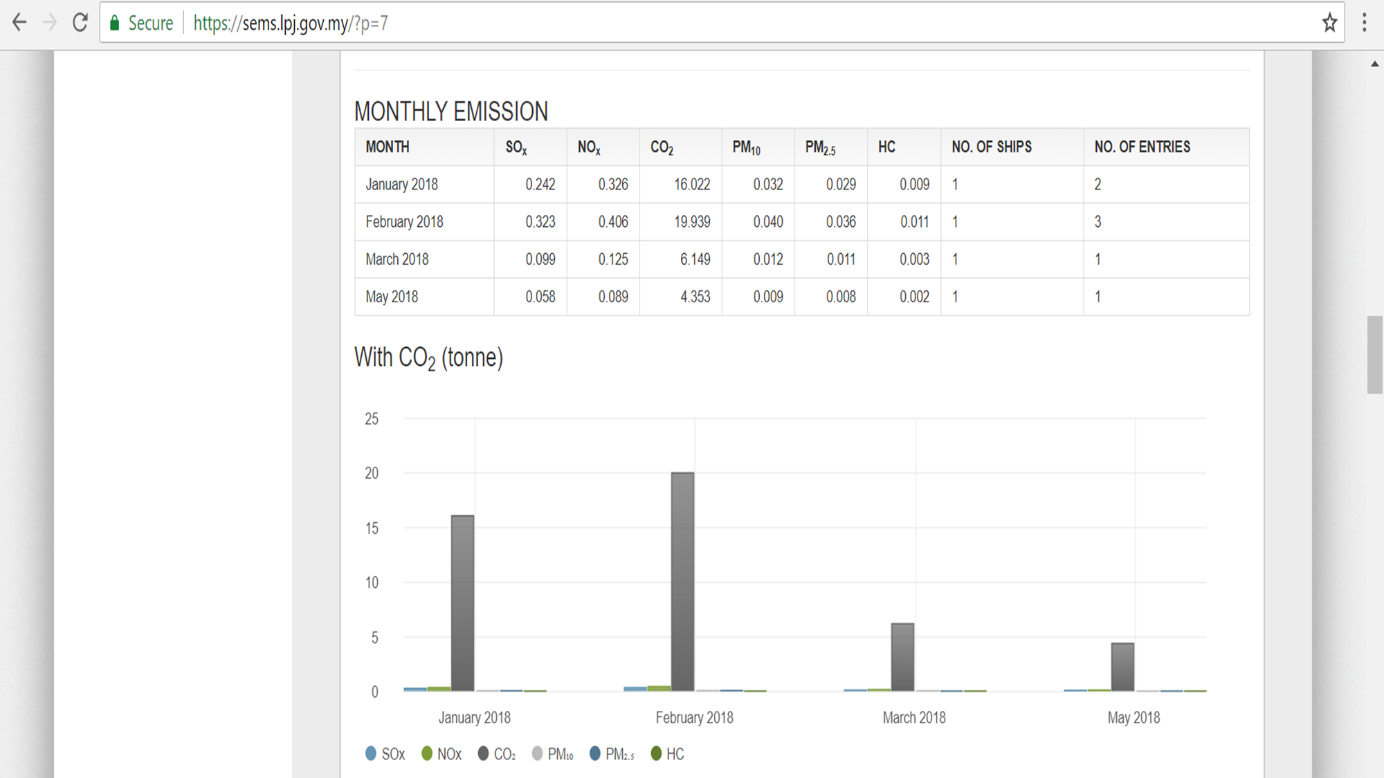 Secure https://sems.lpj.gov.my/?p=7
MONTHLY EMISSION
MONTH SOx NOx CO2 PM10 PM2.5 HC NO. OF SHIPS NO. OF ENTRIES
January 2018 0.242 0.326 16.022 0.032 0.029 0.009 1 2
February 2018 0.323 0.406 19.939 0.040 0.036 0.011 1 3
March 2018 0.099 0.125 6.149 0.012 0.011 0.003 1 1
May 2018 0.058 0.089 4.353 0.009 0.008 0.002 1 1
With CO2 (tonne)
25
20
15
10
5
0
January 2018 February 2018 March 2018 May 2018
SOx NOx CO2 PM10 PM2.5 HC